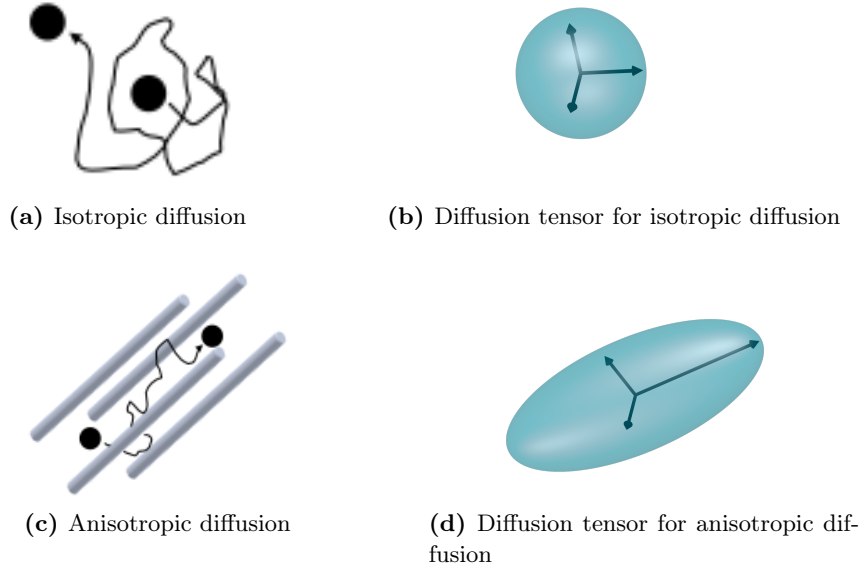 (a) Isotropic diffusion
(b) Diffusion tensor for isotropic diffusion
(c) Anisotropic diffusion
(d) Diffusion tensor for anisotropic dif-
fusion